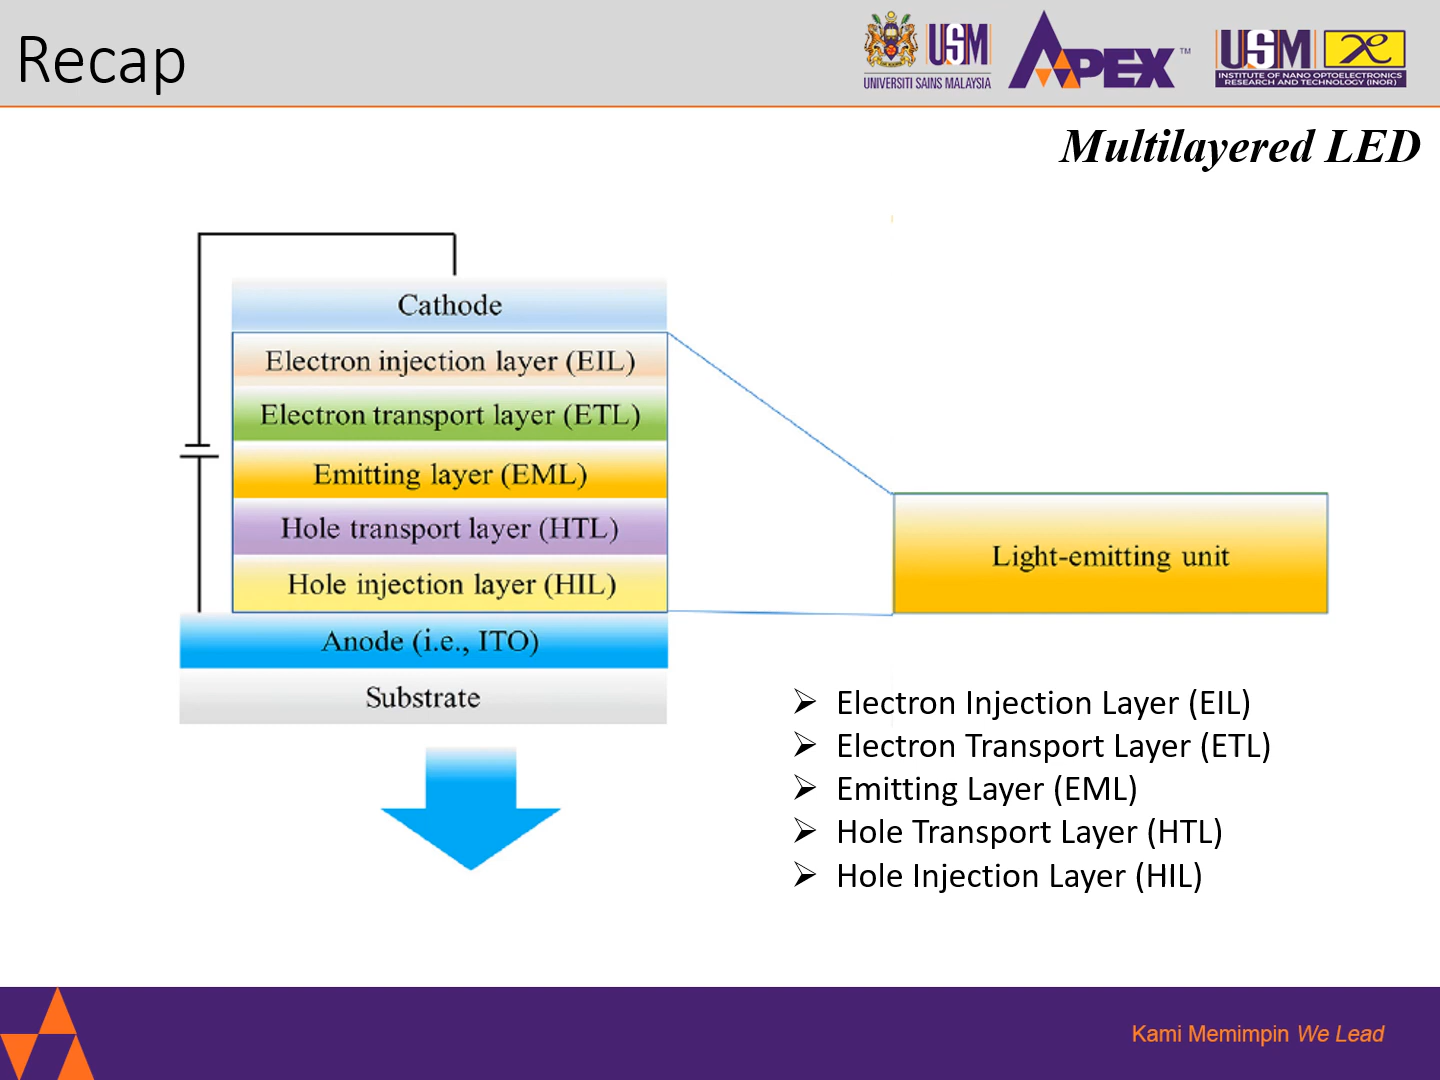 Recap
USM
UNIVERSITI SAINS MALAYSIA
APEX™
USM
INSTITUTE OF NANO OPTOELECTRONICS
RESEARCH AND TECHNOLOGY (INOR)
Multilayered LED
Cathode
Electron injection layer (EIL)
Electron transport layer (ETL)
Emitting layer (EML)
Hole transport layer (HTL)
Hole injection layer (HIL)
Anode (i.e., ITO)
Substrate
Light-emitting unit
➢ Electron Injection Layer (EIL)
➢ Electron Transport Layer (ETL)
➢ Emitting Layer (EML)
➢ Hole Transport Layer (HTL)
➢ Hole Injection Layer (HIL)
Kami Memimpin We Lead